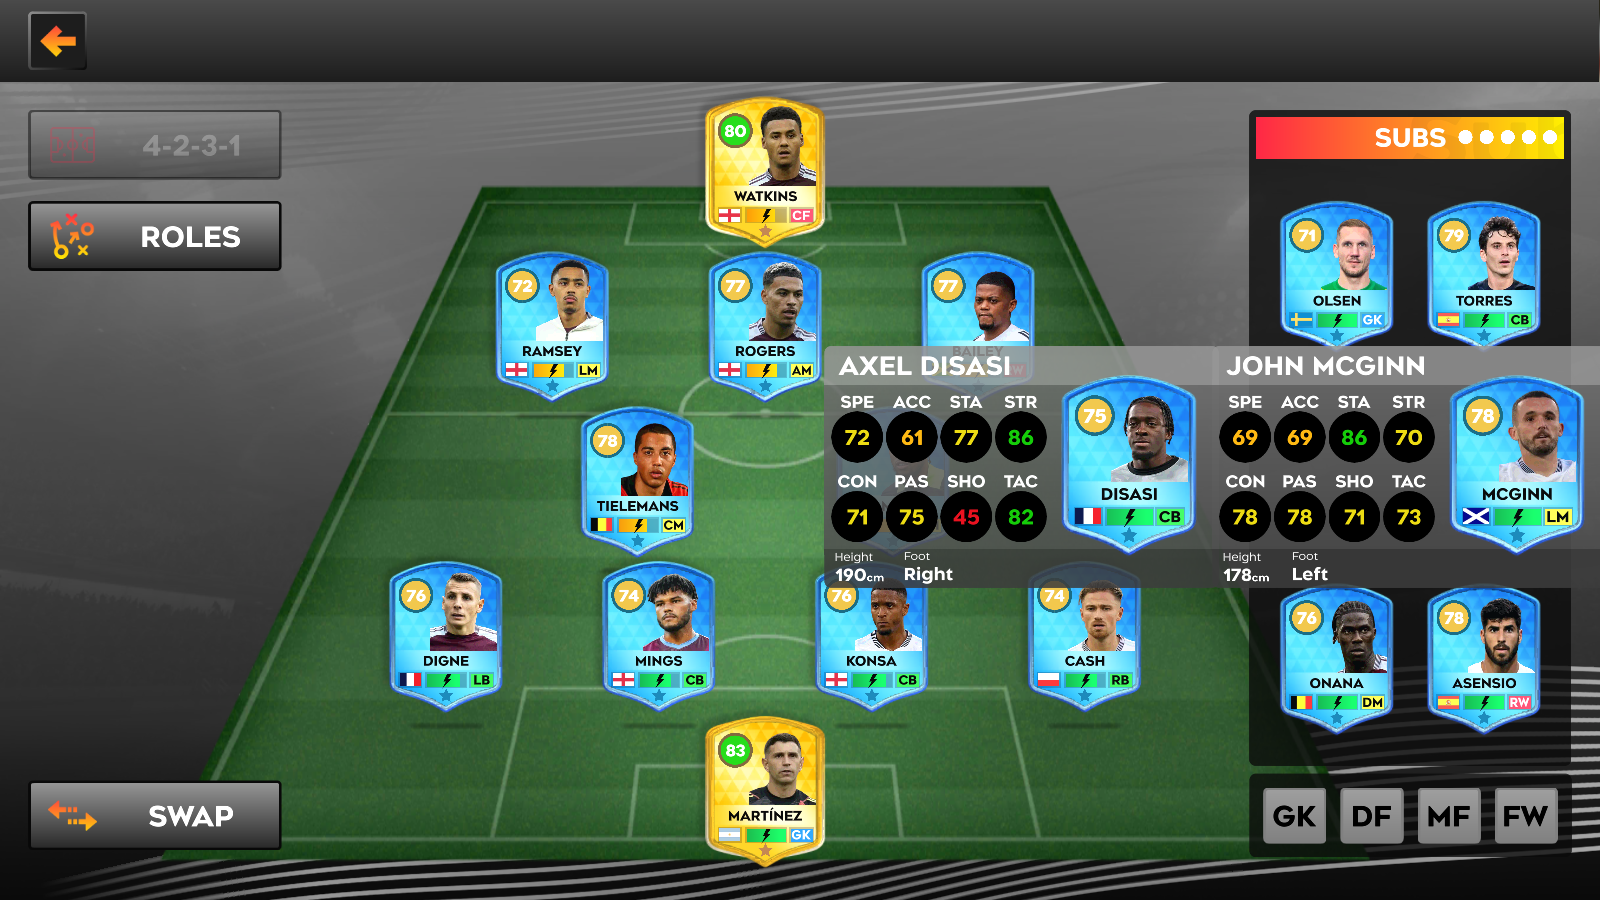 4-2-3-1
ROLES
SWAP
80
WATKINS
CF
72
RAMSEY
LM
77
ROGERS
AM
77
BAILEY
78
TIELEMANS
CM
76
DIGNE
LB
74
MINGS
CB
76
KONSA
CB
74
CASH
RB
83
MARTÍNEZ
GK
AXEL DISASI
SPE ACC STA STR
72 61 77 86
CON PAS SHO TAC
71 75 45 82
Height Foot
190cm Right
75
DISASI
CB
JOHN MCGINN
SPE ACC STA STR
69 69 86 70
CON PAS SHO TAC
78 78 71 73
Height Foot
178cm Left
78
MCGINN
LM
SUBS
71
OLSEN
GK
79
TORRES
CB
76
ONANA
DM
78
ASENSIO
RW
GK DF MF FW